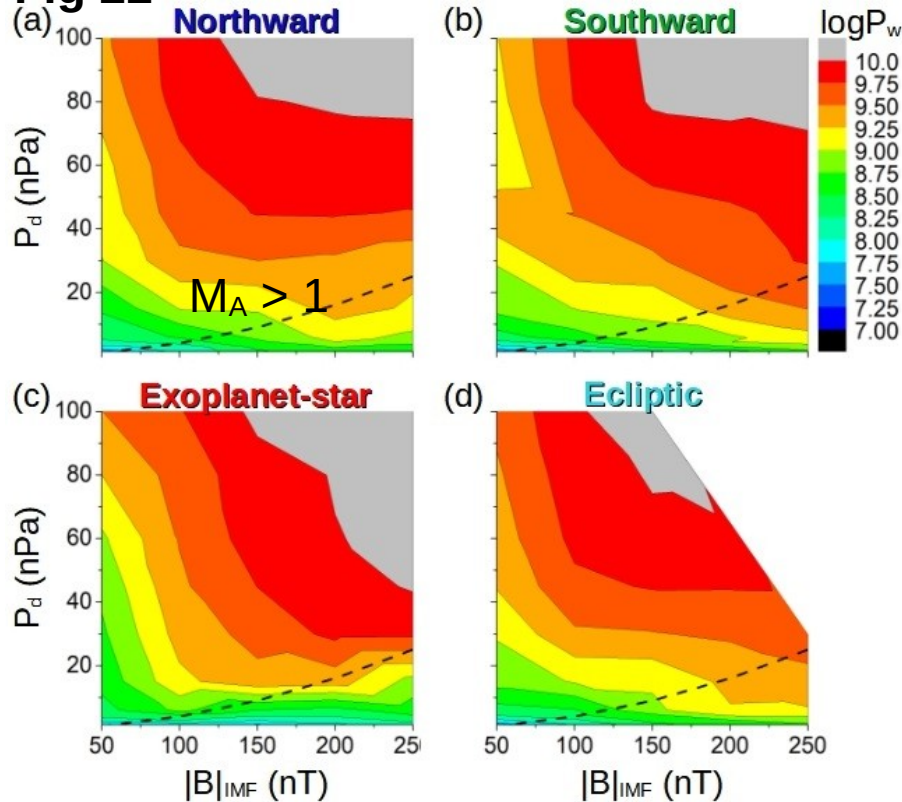 (a) Northward
(b) Southward
logPw
100
80
60
40
20
Pd (nPa)
MA > 1
10.0
9.75
9.50
9.25
9.00
8.75
8.50
8.25
8.00
7.75
7.50
7.25
7.00
(c) Exoplanet-star
(d) Ecliptic
100
80
60
40
20
Pd (nPa)
50 100 150 200 250
50 100 150 200 250
|B|IMF (nT)
|B|IMF (nT)